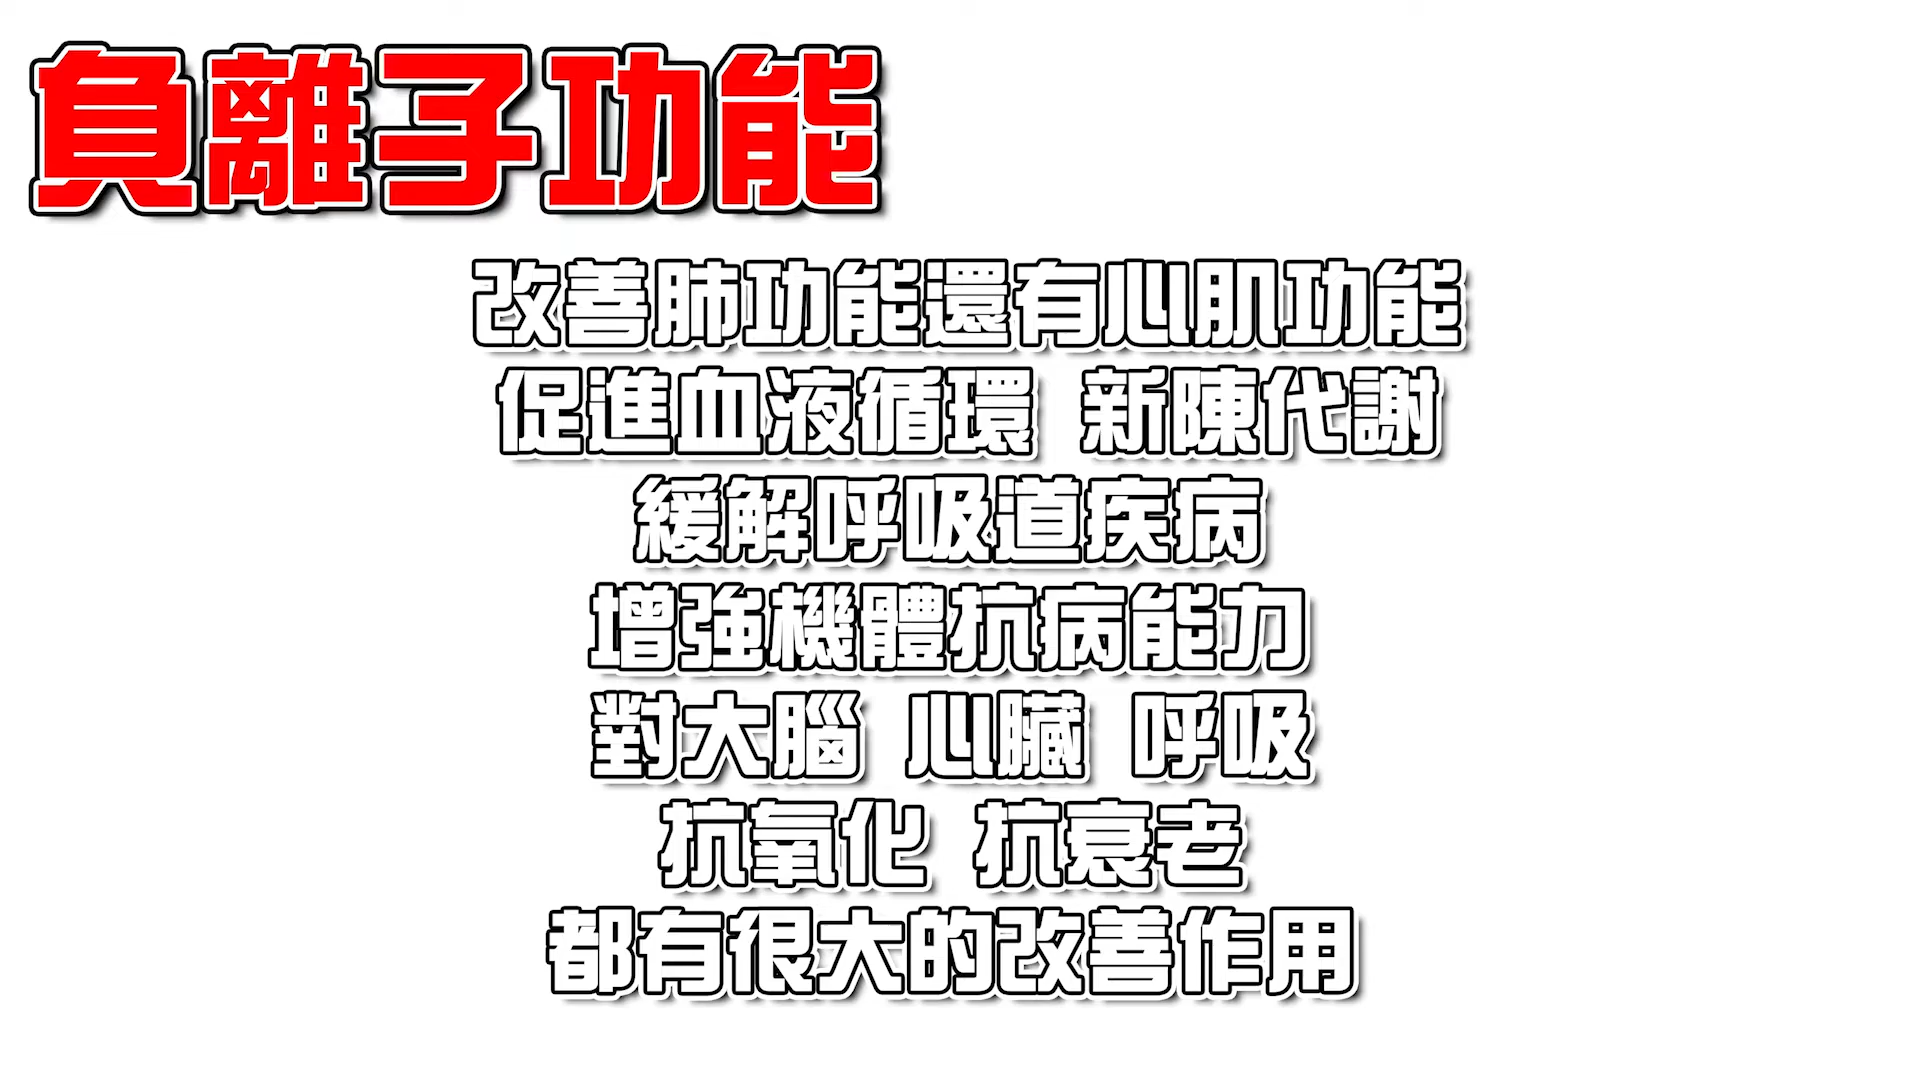 負離子功能
改善肺功能還有心肌功能
促進血液循環 新陳代謝
緩解呼吸道疾病
增強機體抗病能力
對大腦 心臟 呼吸
抗氧化 抗衰老
都有很大的改善作用